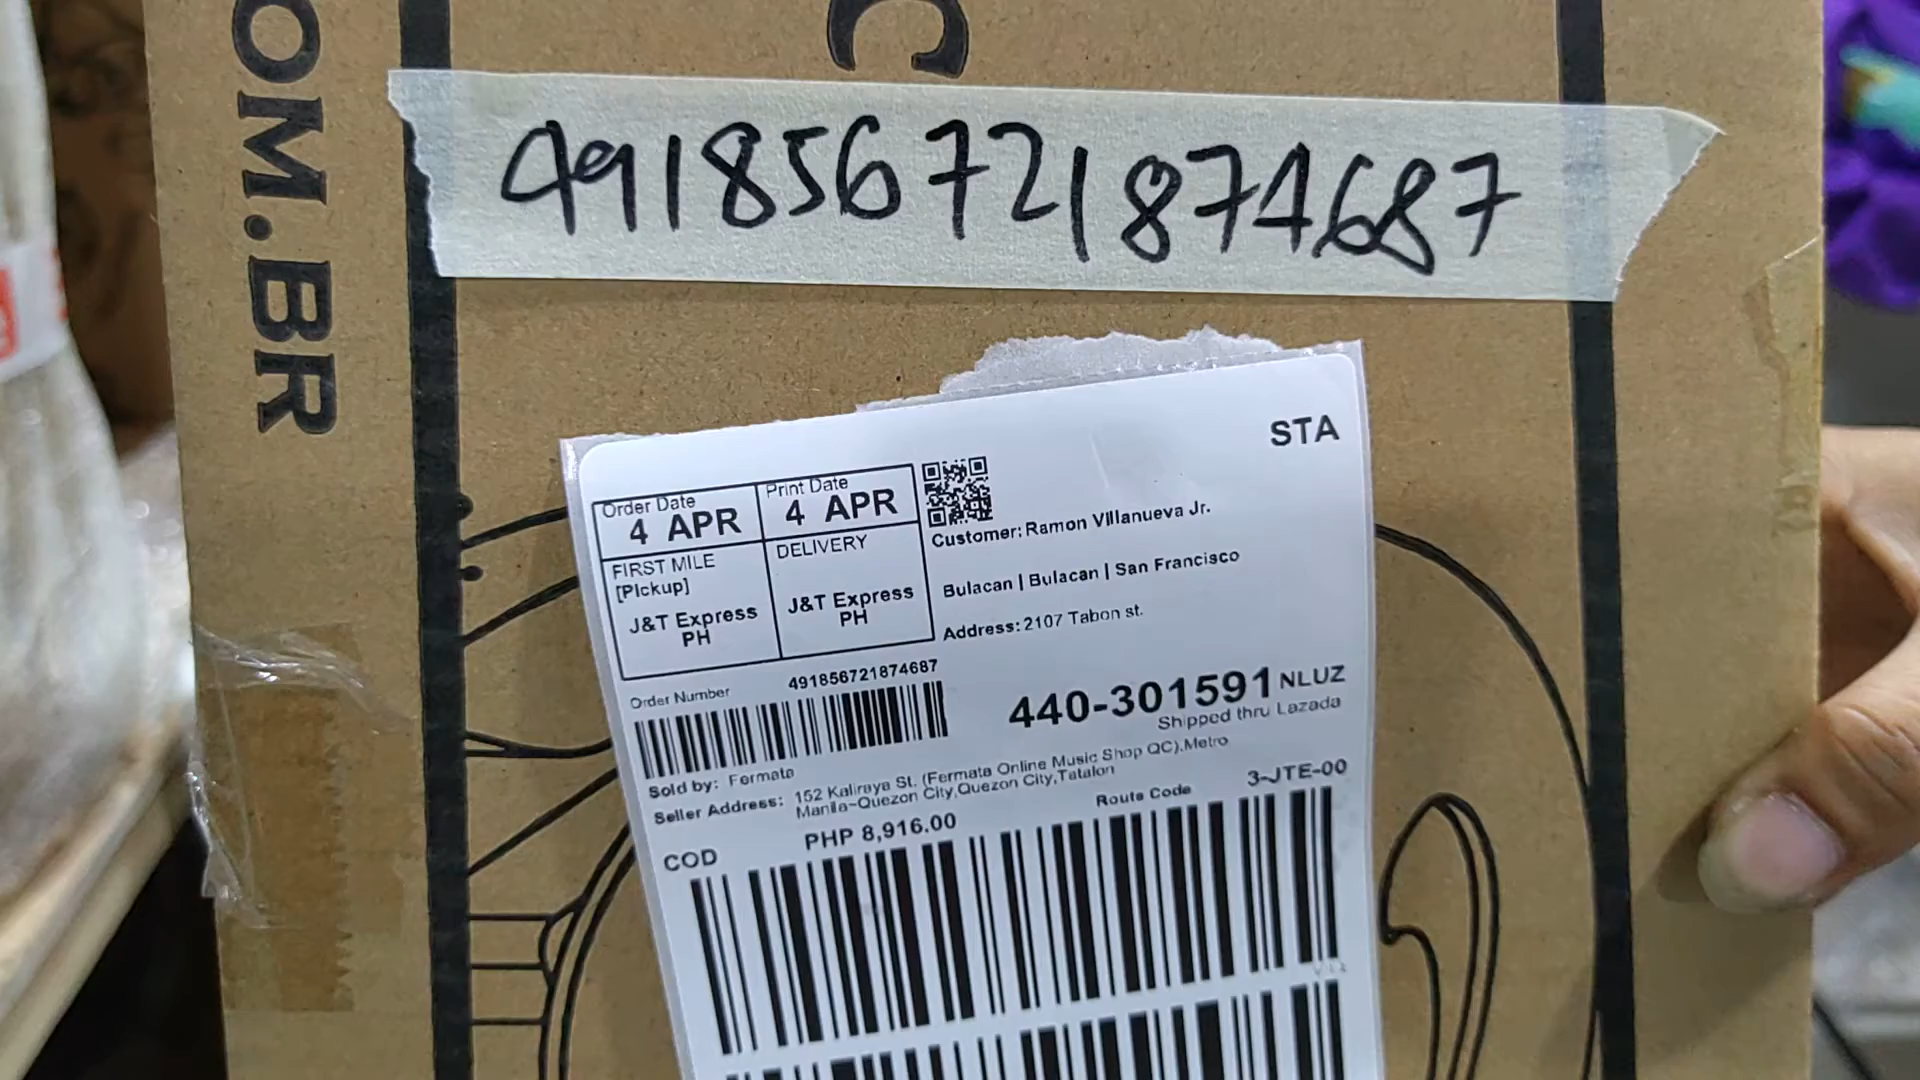 C
OM.BR
491856721874687
STA
Order Date
4 APR
Print Date
4 APR
FIRST MILE
[Pickup]
J&T Express
PH
DELIVERY
J&T Express
PH
Customer: Ramon Villanueva Jr.
Bulacan | Bulacan | San Francisco
Address: 2107 Tabon st.
Order Number
491856721874687
440-301591 NLUZ
Shipped thru Lazada
Sold by: Fermata
Seller Address: 152 Kaliraya St. (Fermata Online Music Shop QC).Metro
Manila~Quezon City,Quezon City,Tatalon
Route Code
3-JTE-00
COD
PHP 8,916.00